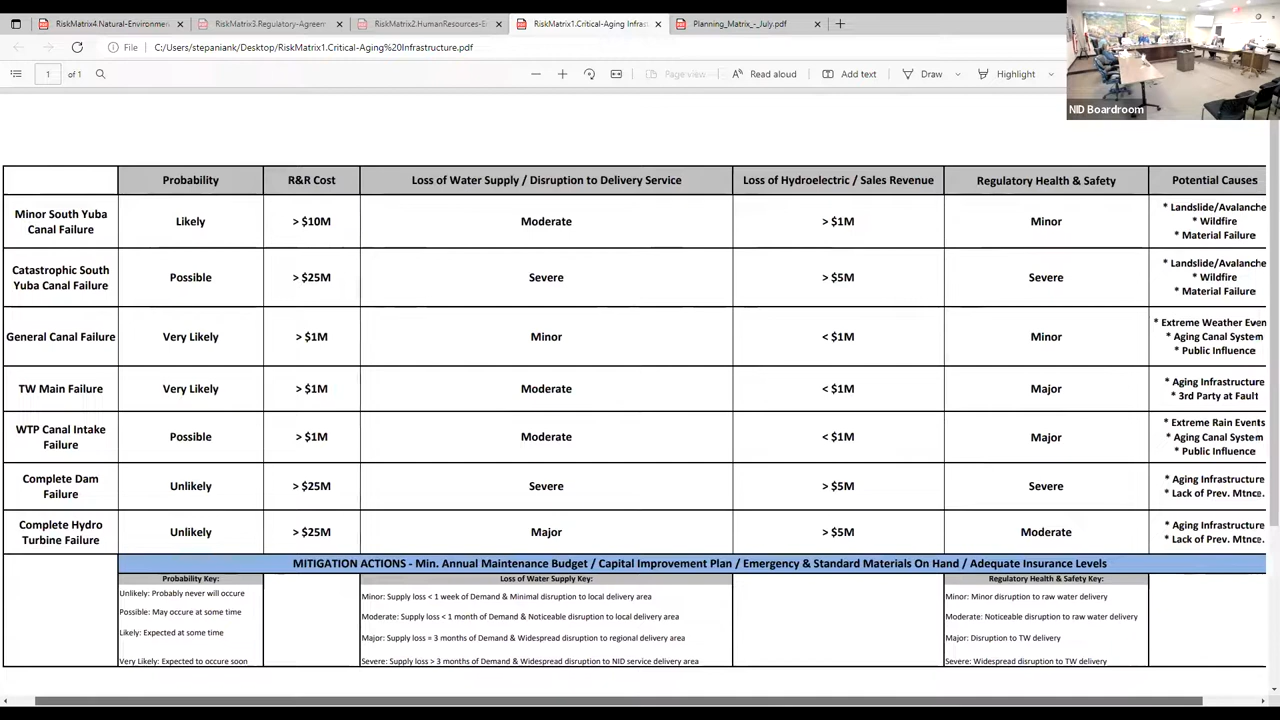 RiskMatrix4.Natural-Environmen
RiskMatrix3.Regulatory-Agreem
RiskMatrix2.HumanResources-E
RiskMatrix1.Critical-Aging Infras
Planning_Matrix_-_July.pdf
File
C:/Users/stepaniank/Desktop/RiskMatrix1.Critical-Aging%20Infrastructure.pdf
1 of 1
Page view
Read aloud
Add text
Draw
Highlight
NID Boardroom
Probability
R&R Cost
Loss of Water Supply / Disruption to Delivery Service
Loss of Hydroelectric / Sales Revenue
Regulatory Health & Safety
Potential Causes
Minor South Yuba
Canal Failure
Likely
> $10M
Moderate
> $1M
Minor
* Landslide/Avalanche
* Wildfire
* Material Failure
Catastrophic South
Yuba Canal Failure
Possible
> $25M
Severe
> $5M
Severe
* Landslide/Avalanche
* Wildfire
* Material Failure
General Canal Failure
Very Likely
> $1M
Minor
< $1M
Minor
* Extreme Weather Even
* Aging Canal System
* Public Influence
TW Main Failure
Very Likely
> $1M
Moderate
< $1M
Major
* Aging Infrastructure
* 3rd Party at Fault
WTP Canal Intake
Failure
Possible
> $1M
Moderate
< $1M
Major
* Extreme Rain Events
* Aging Canal System
* Public Influence
Complete Dam
Failure
Unlikely
> $25M
Severe
> $5M
Severe
* Aging Infrastructure
* Lack of Prev. Mtnce.
Complete Hydro
Turbine Failure
Unlikely
> $25M
Major
> $5M
Moderate
* Aging Infrastructure
* Lack of Prev. Mtnce.
MITIGATION ACTIONS - Min. Annual Maintenance Budget / Capital Improvement Plan / Emergency & Standard Materials On Hand / Adequate Insurance Levels
Probability Key:
Unlikely: Probably never will occure
Possible: May occure at some time
Likely: Expected at some time
Very Likely: Expected to occure soon
Loss of Water Supply Key:
Minor: Supply loss < 1 week of Demand & Minimal disruption to local delivery area
Moderate: Supply loss < 1 month of Demand & Noticeable disruption to local delivery area
Major: Supply loss = 3 months of Demand & Widespread disruption to regional delivery area
Severe: Supply loss > 3 months of Demand & Widespread disruption to NID service delivery area
Regulatory Health & Safety Key:
Minor: Minor disruption to raw water delivery
Moderate: Noticeable disruption to raw water delivery
Major: Disruption to TW delivery
Severe: Widespread disruption to TW delivery